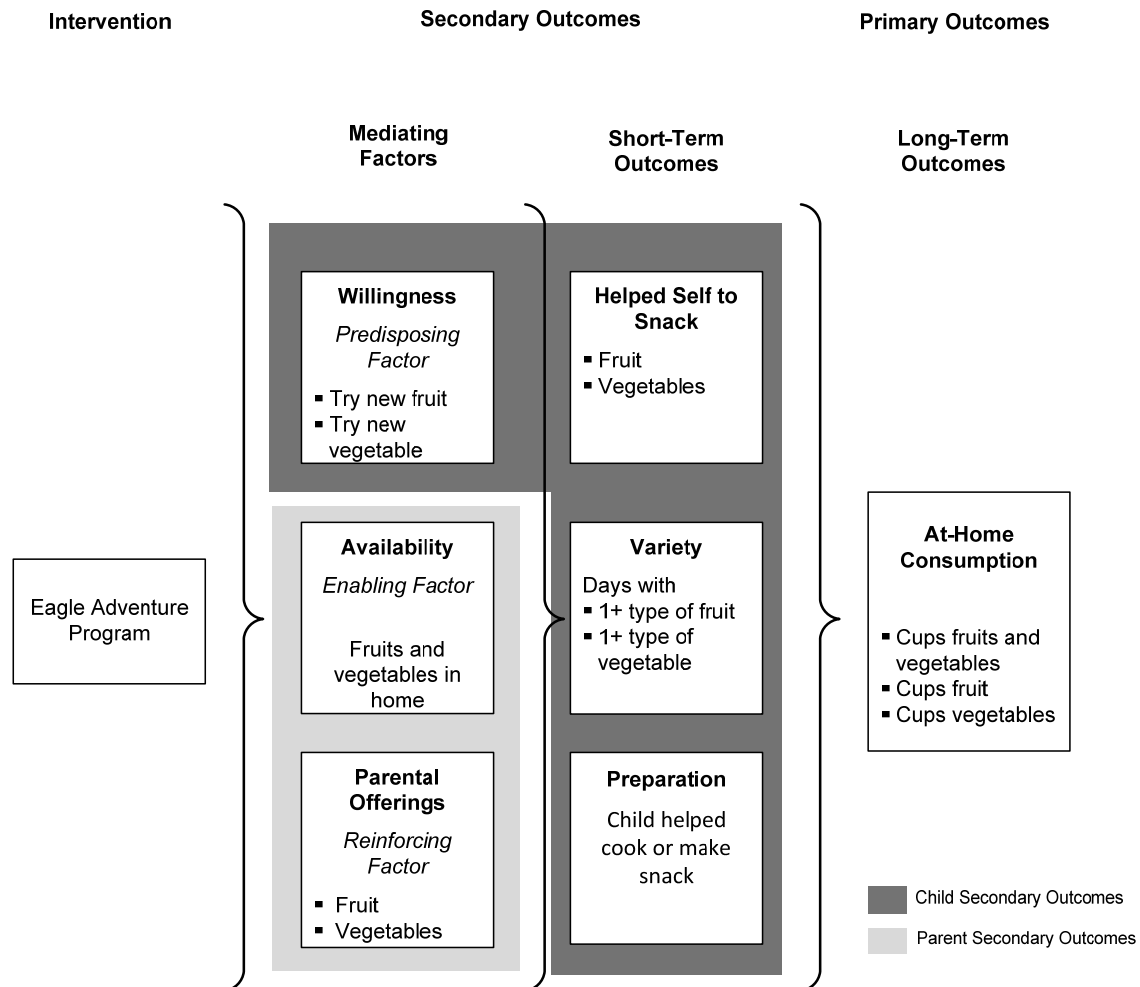 Intervention
Secondary Outcomes
Primary Outcomes
Mediating
Factors
Short-Term
Outcomes
Long-Term
Outcomes
Willingness
Predisposing
Factor
▪ Try new fruit
▪ Try new
vegetable
Helped Self to
Snack
▪ Fruit
▪ Vegetables
Eagle Adventure
Program
Availability
Enabling Factor
Fruits and
vegetables in
home
Variety
Days with
▪ 1+ type of fruit
▪ 1+ type of
vegetable
At-Home
Consumption
▪ Cups fruits and
vegetables
▪ Cups fruit
▪ Cups vegetables
Parental
Offerings
Reinforcing
Factor
▪ Fruit
▪ Vegetables
Preparation
Child helped
cook or make
snack
Child Secondary Outcomes
Parent Secondary Outcomes